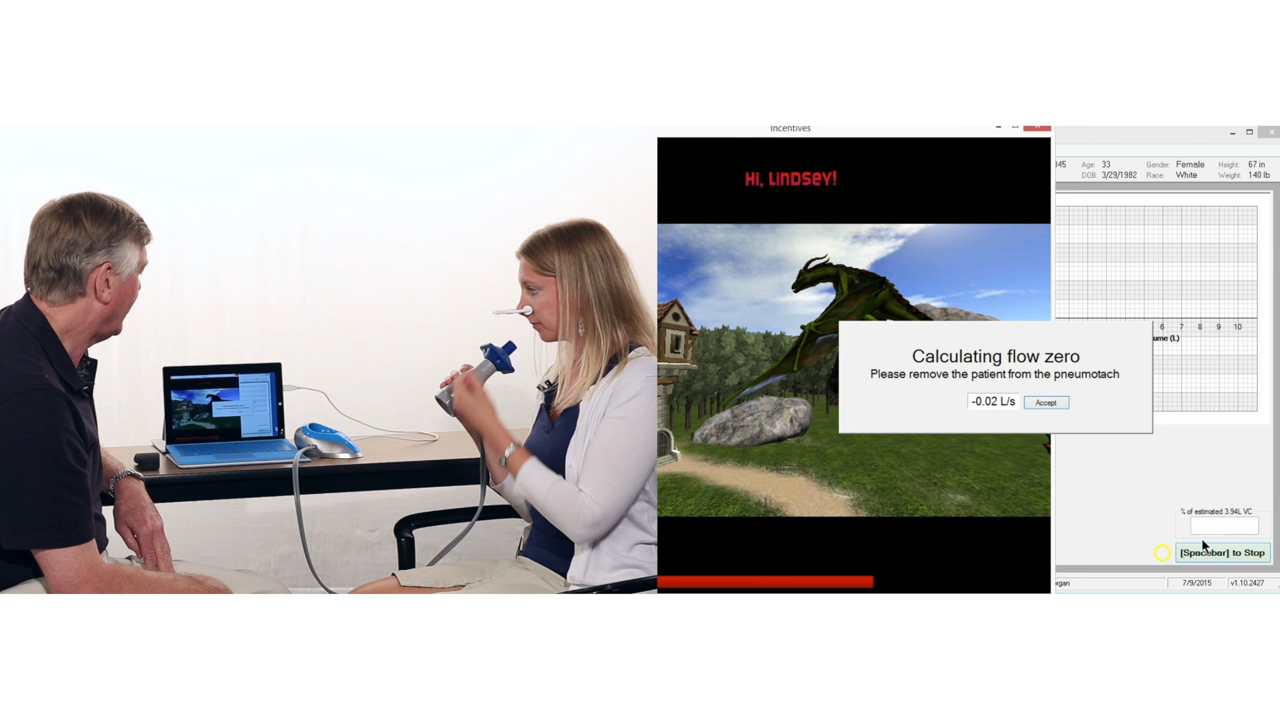 Incentives
Hi, Lindsey!
Age: 33 Gender: Female Height: 67 in
DOB: 3/29/1982 Race: White Weight: 140 lb
6 7 8 9 10
(L)
Calculating flow zero
Please remove the patient from the pneumotach
-0.02 L/s Accept
% of estimated 3.94L VC
[Spacebar] to Stop
7/9/2015 v1.10.2427